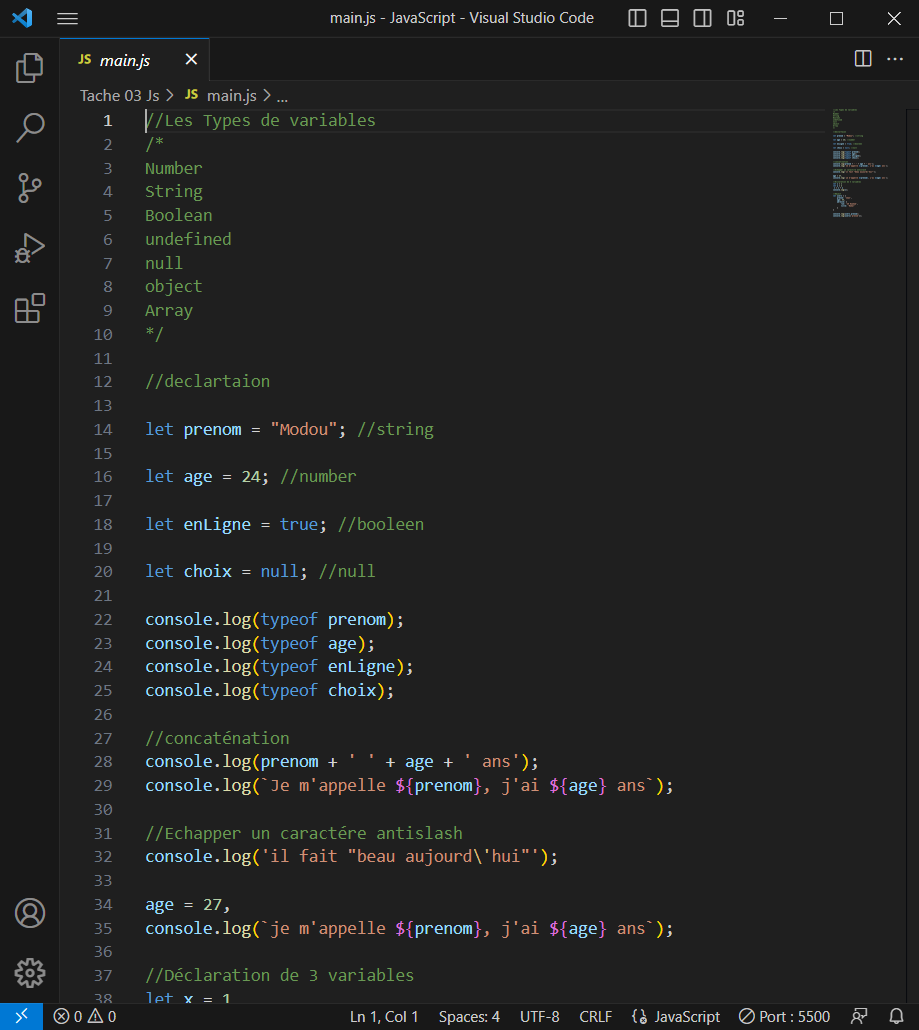 main.js - JavaScript - Visual Studio Code
JS main.js
Tache 03 Js > JS main.js > ...
1 //Les Types de variables
2 /*
3 Number
4 String
5 Boolean
6 undefined
7 null
8 object
9 Array
10 */
11
12 //declartaion
13
14 let prenom = "Modou"; //string
15
16 let age = 24; //number
17
18 let enLigne = true; //booleen
19
20 let choix = null; //null
21
22 console.log(typeof prenom);
23 console.log(typeof age);
24 console.log(typeof enLigne);
25 console.log(typeof choix);
26
27 //concaténation
28 console.log(prenom + ' ' + age + ' ans');
29 console.log(`Je m'appelle ${prenom}, j'ai ${age} ans`);
30
31 //Echapper un caractére antislash
32 console.log('il fait "beau aujourd\'hui"');
33
34 age = 27,
35 console.log(`je m'appelle ${prenom}, j'ai ${age} ans`);
36
37 //Déclaration de 3 variables
38 let x = 1
0 0 Ln 1, Col 1 Spaces: 4 UTF-8 CRLF JavaScript Port : 5500